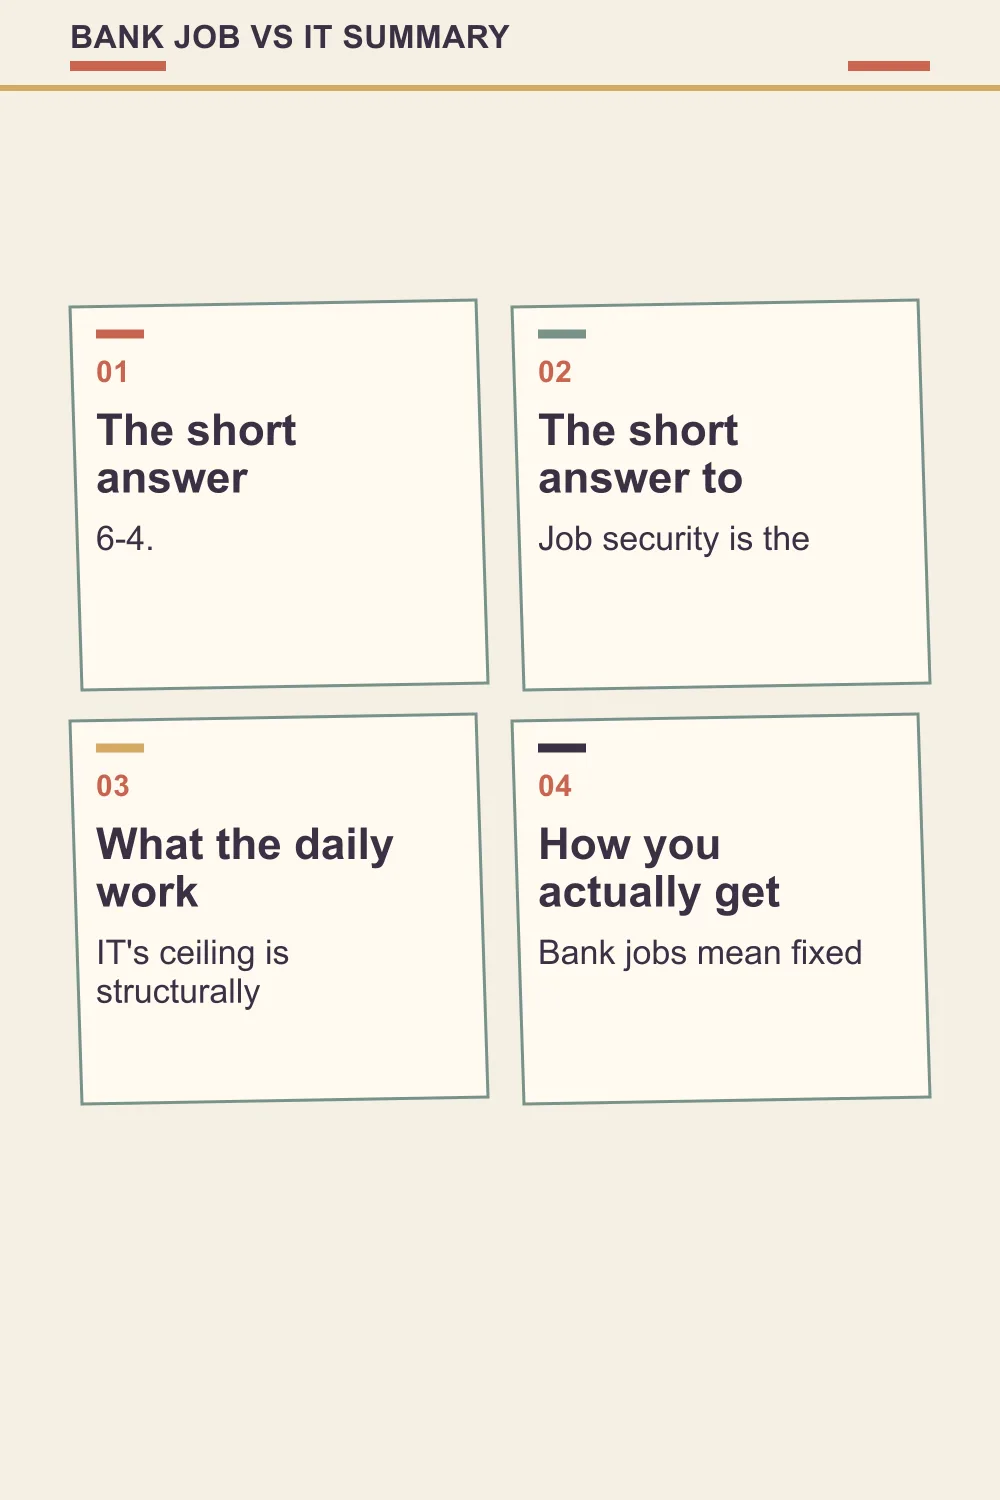 BANK JOB VS IT SUMMARY
01
The short
answer
6-4.
02
The short
answer to
Job security is the
03
What the daily
work
IT's ceiling is
structurally
04
How you
actually get
Bank jobs mean fixed